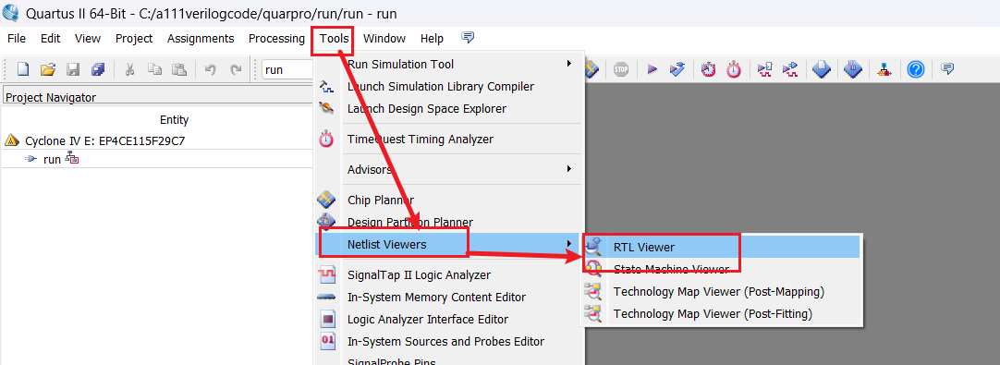 Quartus II 64-Bit - C:/a111verilogcode/quarpro/run/run - run
File Edit View Project Assignments Processing Tools Window Help
run
STOP
Project Navigator
Entity
Cyclone IV E: EP4CE115F29C7
run
Run Simulation Tool
Launch Simulation Library Compiler
Launch Design Space Explorer
TimeQuest Timing Analyzer
Advisors
Chip Planner
Design Partition Planner
Netlist Viewers
SignalTap II Logic Analyzer
In-System Memory Content Editor
Logic Analyzer Interface Editor
In-System Sources and Probes Editor
SignalProbe Pins
RTL Viewer
State Machine Viewer
Technology Map Viewer (Post-Mapping)
Technology Map Viewer (Post-Fitting)